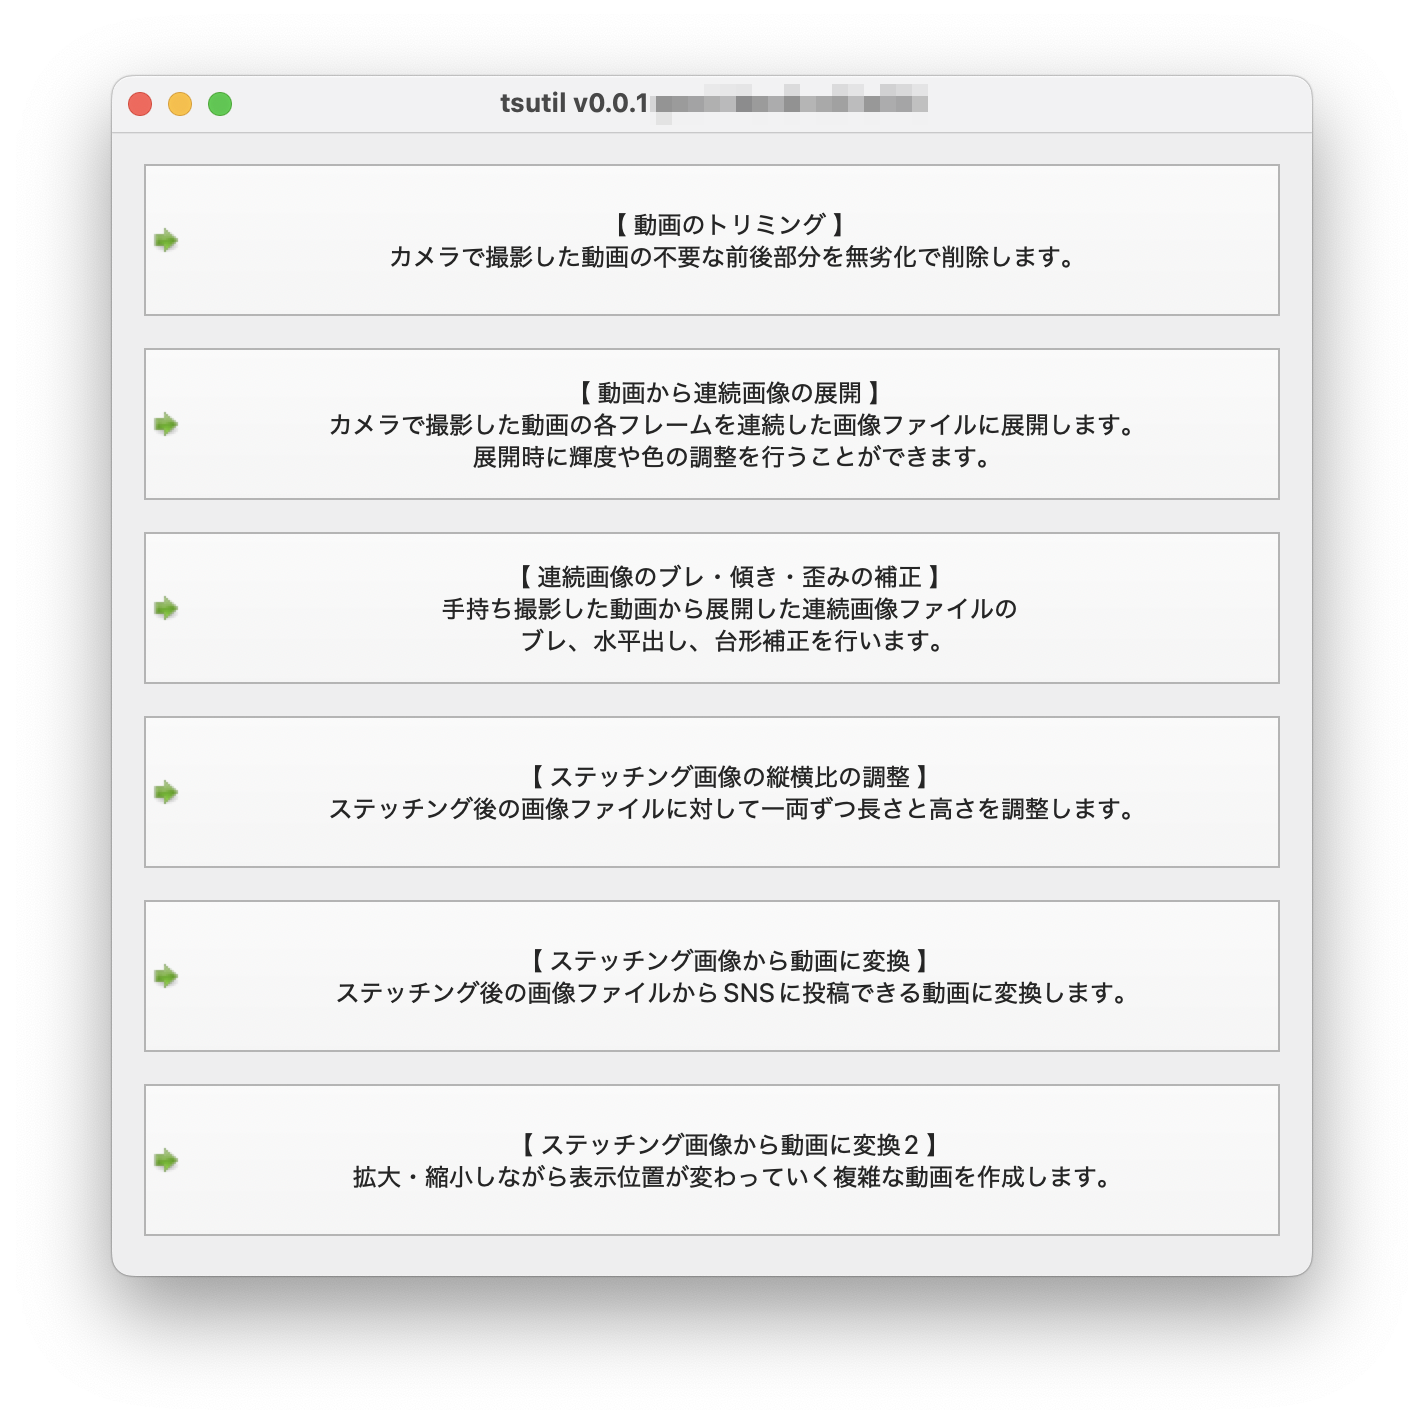 tsutil v0.0.1
【 動画のトリミング 】
カメラで撮影した動画の不要な前後部分を無劣化で削除します。
【 動画から連続画像の展開 】
カメラで撮影した動画の各フレームを連続した画像ファイルに展開します。
展開時に輝度や色の調整を行うことができます。
【 連続画像のブレ・傾き・歪みの補正 】
手持ち撮影した動画から展開した連続画像ファイルの
ブレ、水平出し、台形補正を行います。
【 ステッチング画像の縦横比の調整 】
ステッチング後の画像ファイルに対して一両ずつ長さと高さを調整します。
【 ステッチング画像から動画に変換 】
ステッチング後の画像ファイルからSNSに投稿できる動画に変換します。
【 ステッチング画像から動画に変換2 】
拡大・縮小しながら表示位置が変わっていく複雑な動画を作成します。